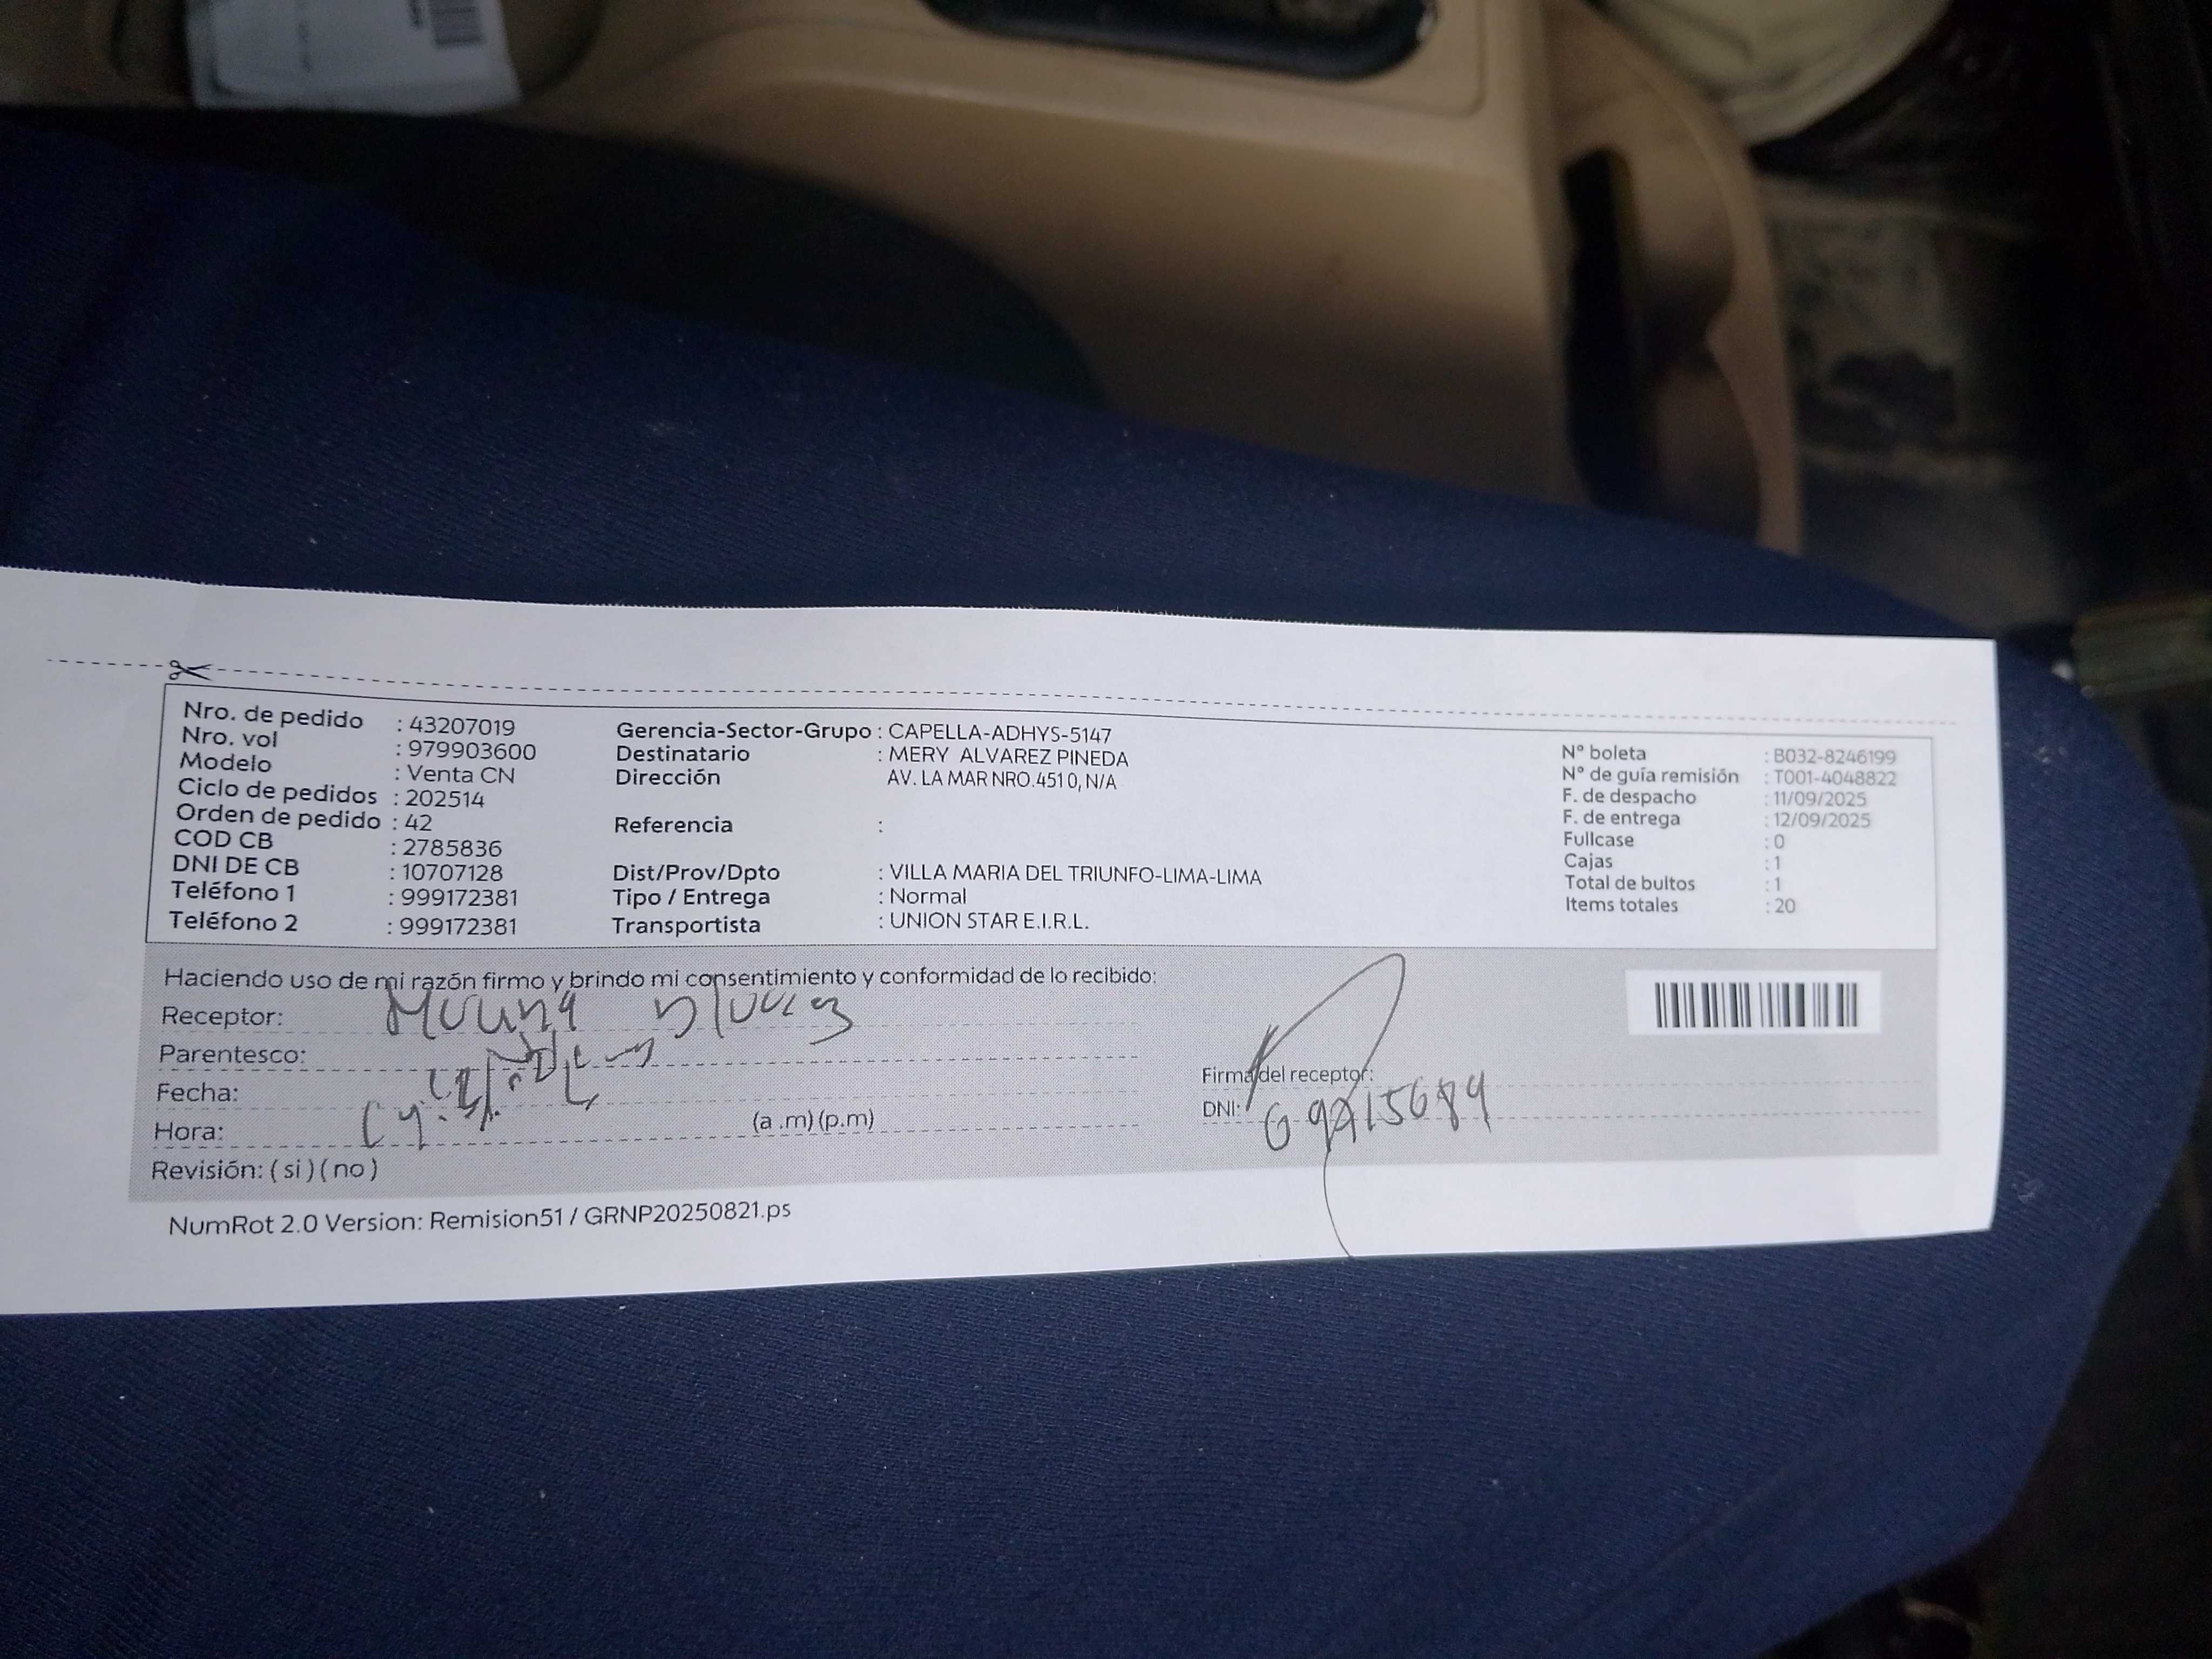 Nro. de pedido : 43207019
Nro. vol : 979903600
Modelo : Venta CN
Ciclo de pedidos : 202514
Orden de pedido : 42
COD CB : 2785836
DNI DE CB : 10707128
Teléfono 1 : 999172381
Teléfono 2 : 999172381
Gerencia-Sector-Grupo : CAPELLA-ADHYS-5147
Destinatario : MERY ALVAREZ PINEDA
Dirección AV. LA MAR NRO.451 0, N/A
Referencia :
Dist/Prov/Dpto : VILLA MARIA DEL TRIUNFO-LIMA-LIMA
Tipo / Entrega : Normal
Transportista : UNION STAR E.I.R.L.
N° boleta : B032-8246199
N° de guía remisión : T001-4048822
F. de despacho : 11/09/2025
F. de entrega : 12/09/2025
Fullcase : 0
Cajas : 1
Total de bultos : 1
Items totales : 20
Haciendo uso de mi razón firmo y brindo mi consentimiento y conformidad de lo recibido:
Receptor:
Parentesco:
Fecha:
Hora: (a .m) (p.m)
Revisión: ( si ) ( no )
Firma del receptor:
DNI:
NumRot 2.0 Version: Remision51 / GRNP20250821.ps